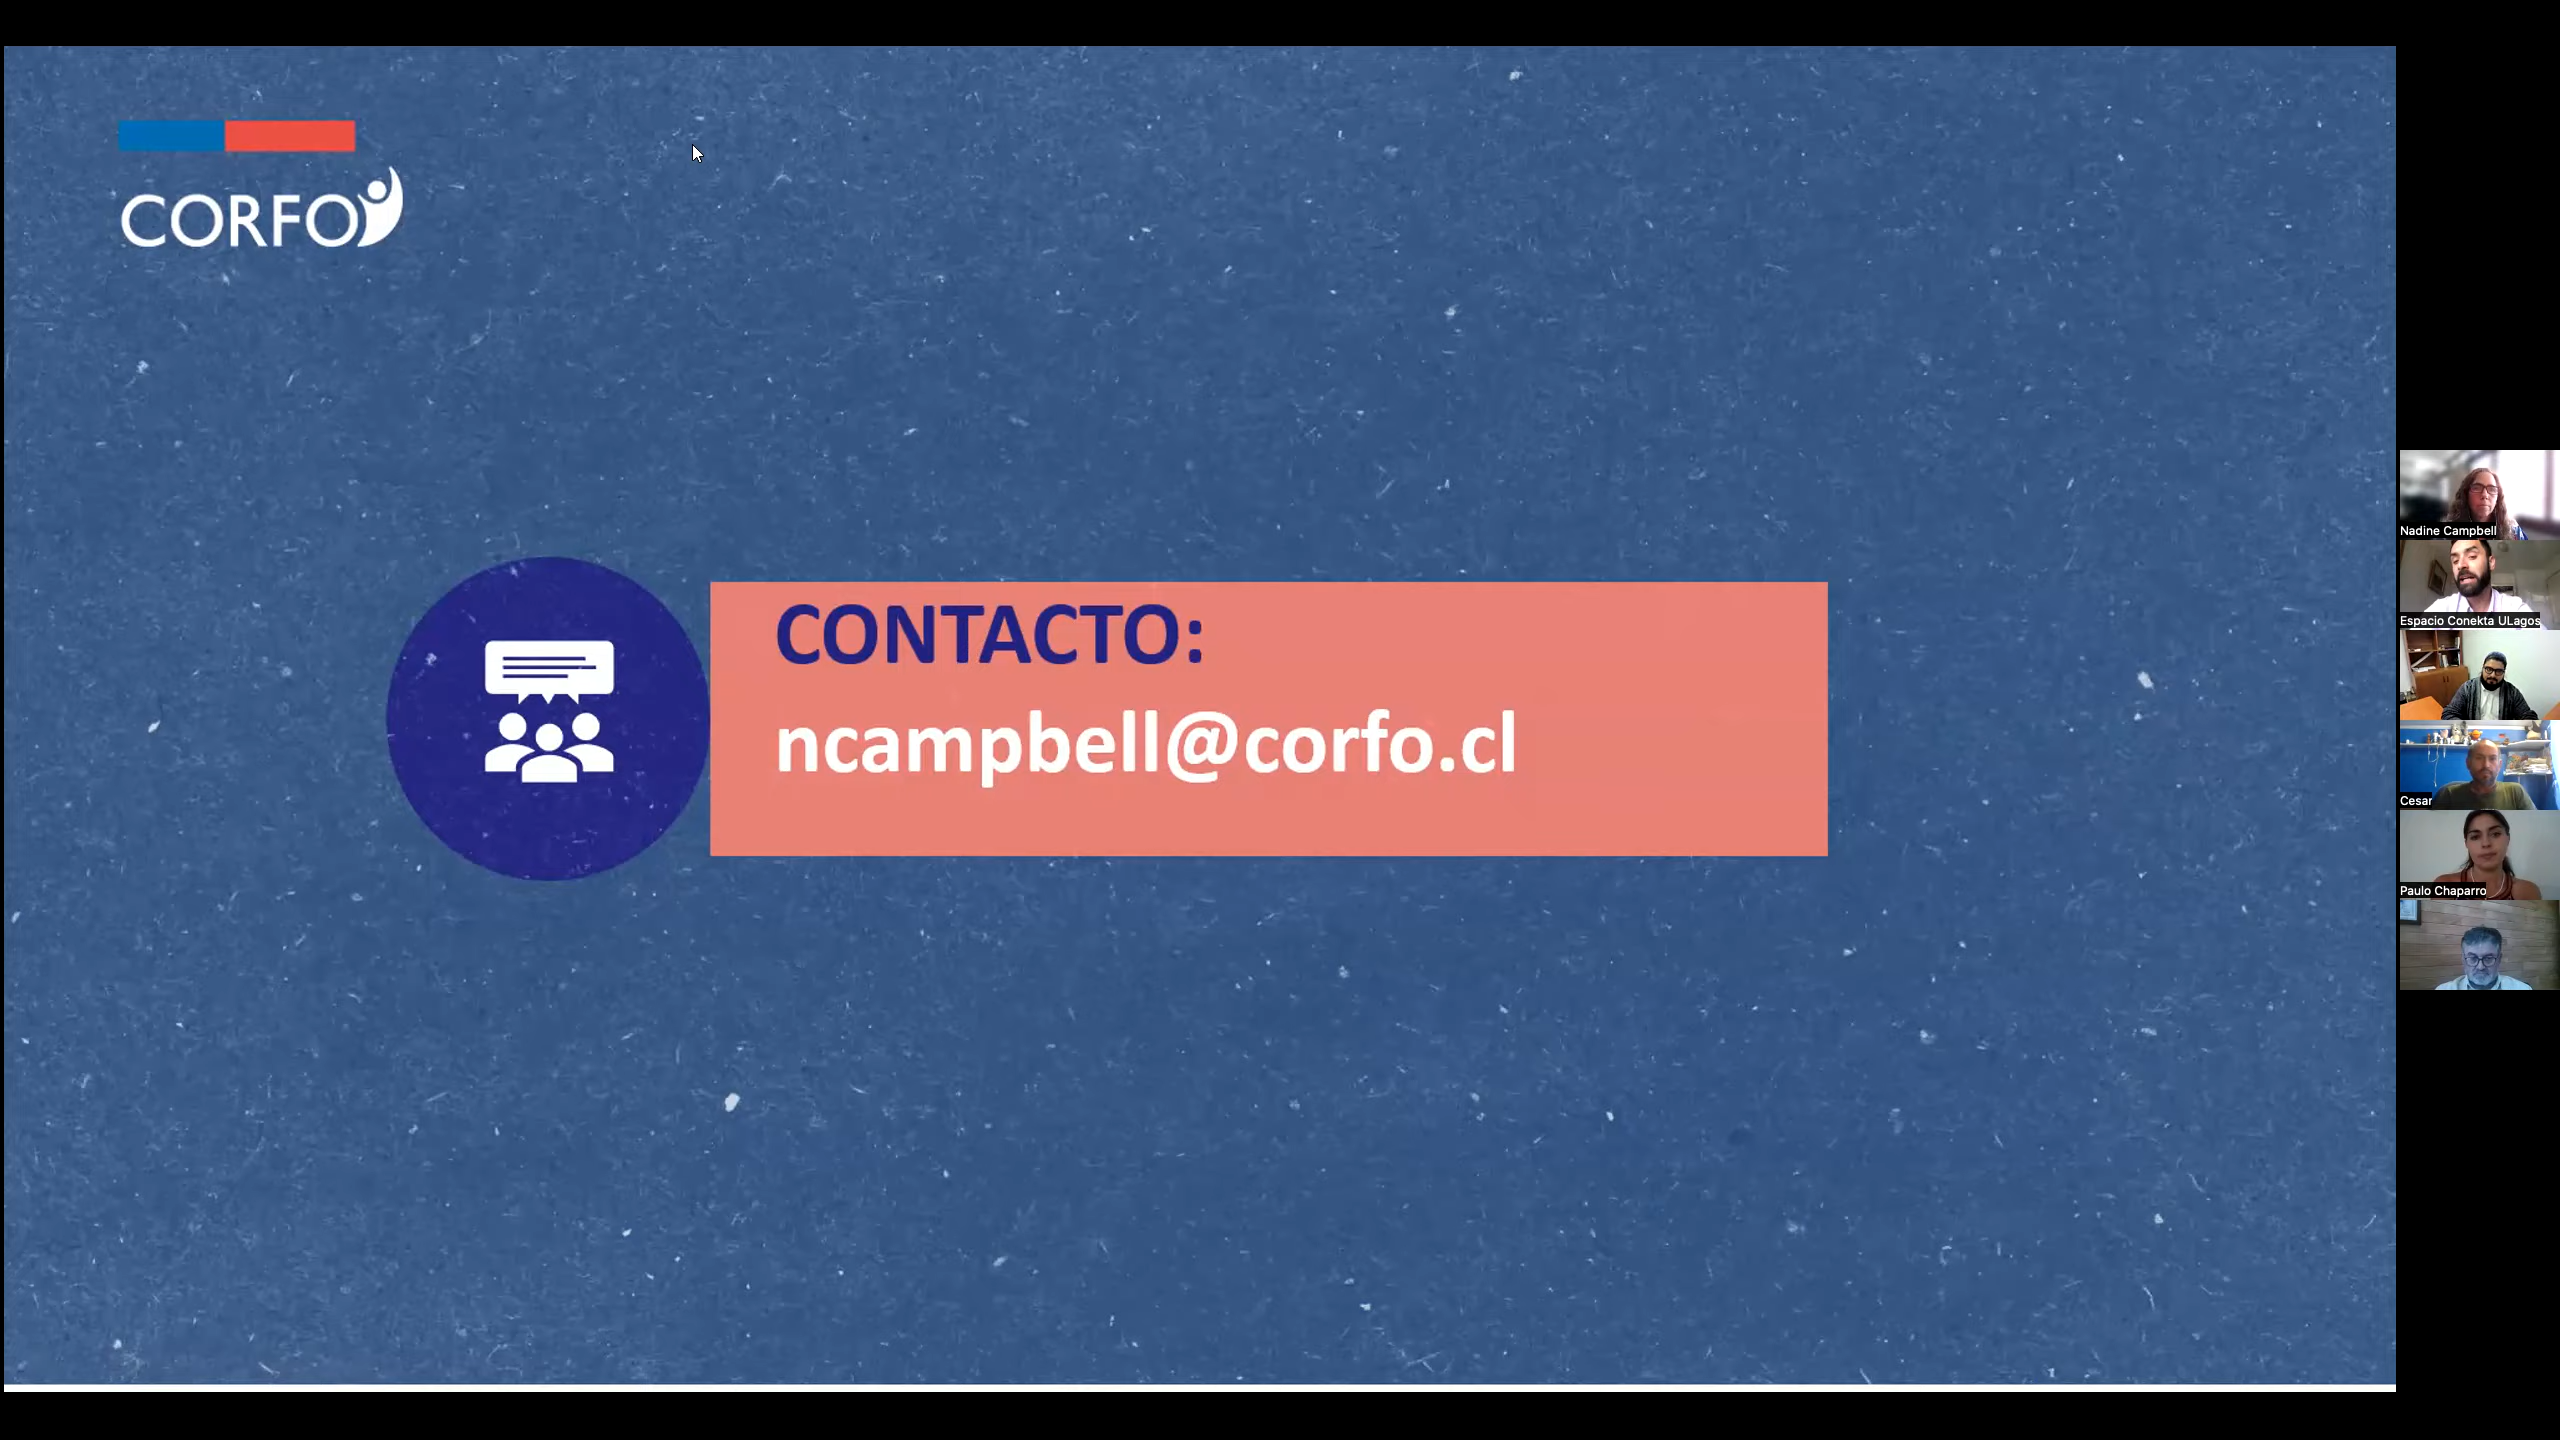 CORFO
CONTACTO:
ncampbell@corfo.cl
Nadine Campbell
Espacio Conekta ULagos
Cesar
Paulo Chaparro